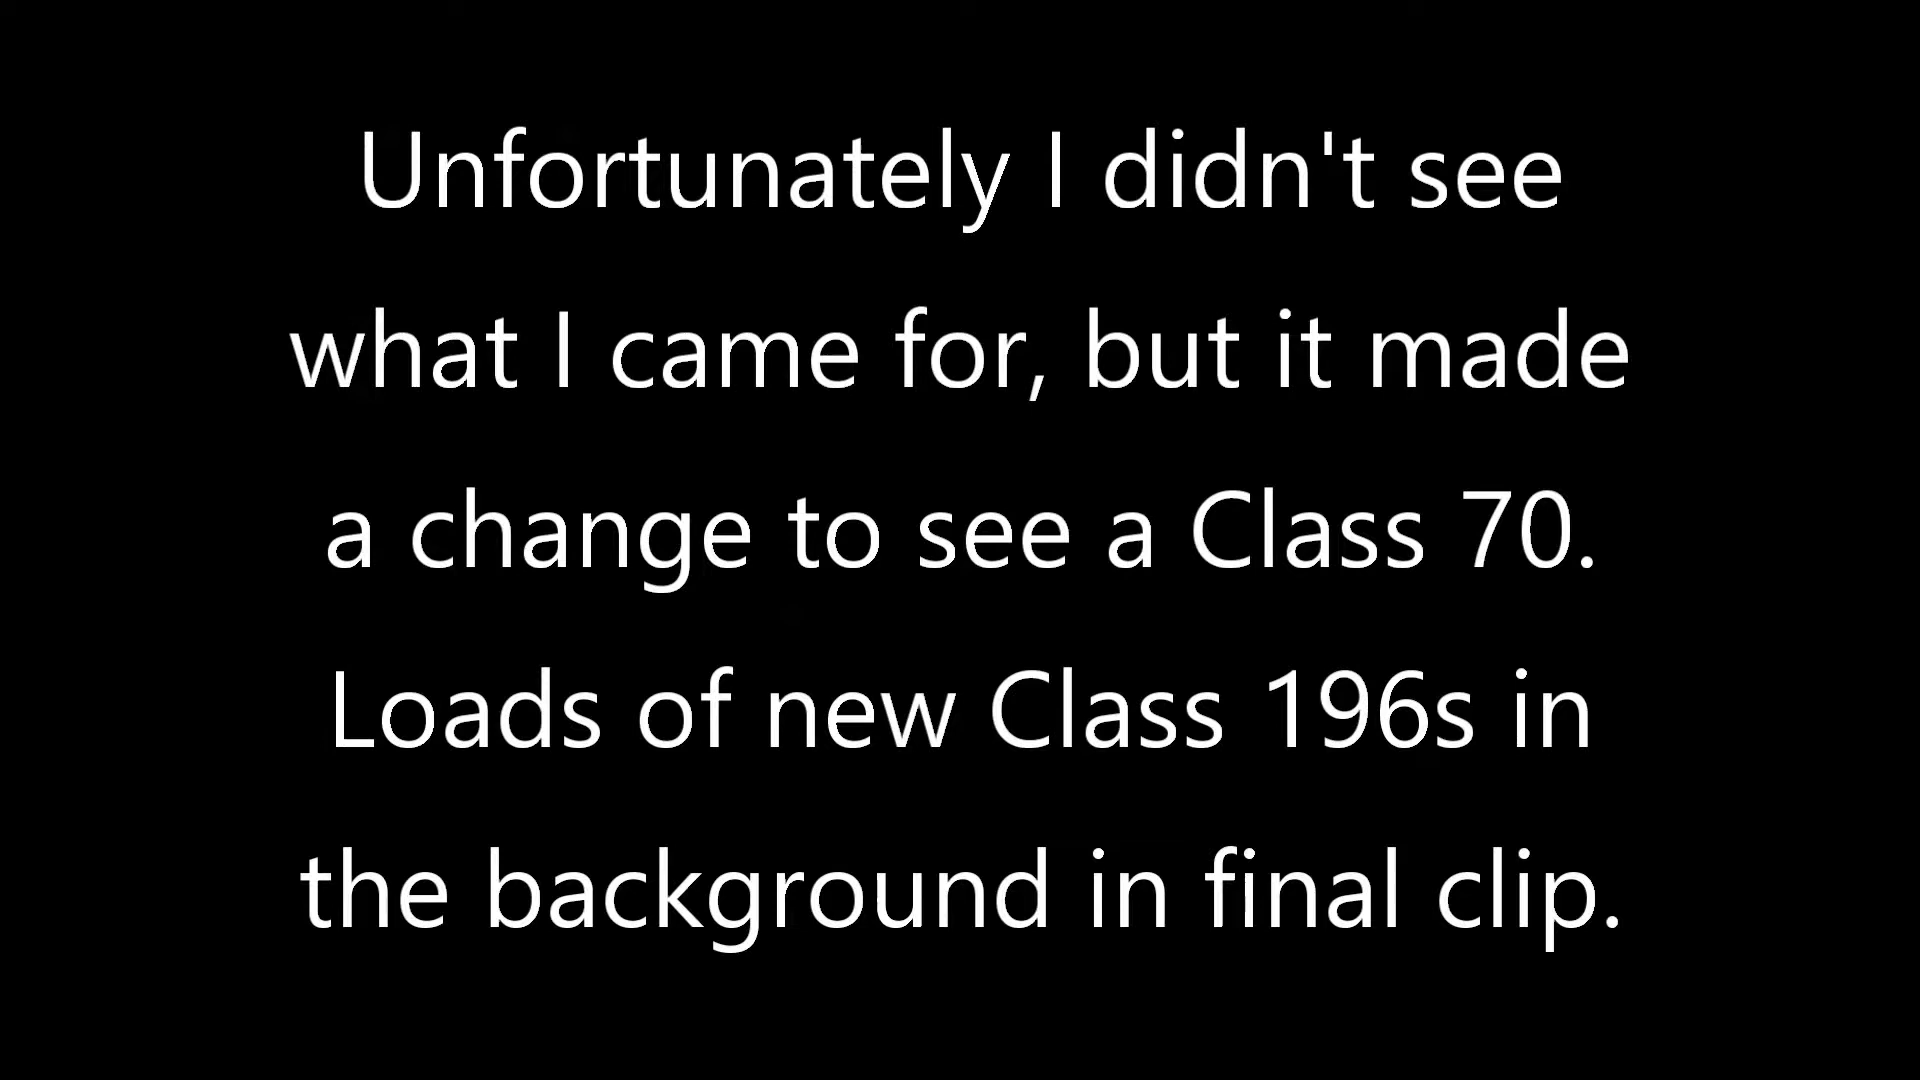 Unfortunately I didn't see
what I came for, but it made
a change to see a Class 70.
Loads of new Class 196s in
the background in final clip.